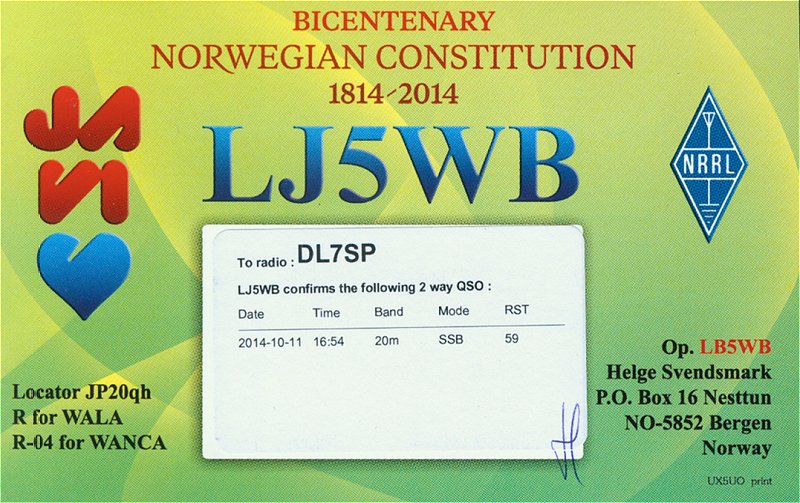 BICENTENARY
NORWEGIAN CONSTITUTION
1814-2014
JA
VI
LJ5WB
NRRL
To radio : DL7SP
LJ5WB confirms the following 2 way QSO :
Date Time Band Mode RST
2014-10-11 16:54 20m SSB 59
Locator JP20qh
R for WALA
R-04 for WANCA
Op. LB5WB
Helge Svendsmark
P.O. Box 16 Nesttun
NO-5852 Bergen
Norway
UX5UO print